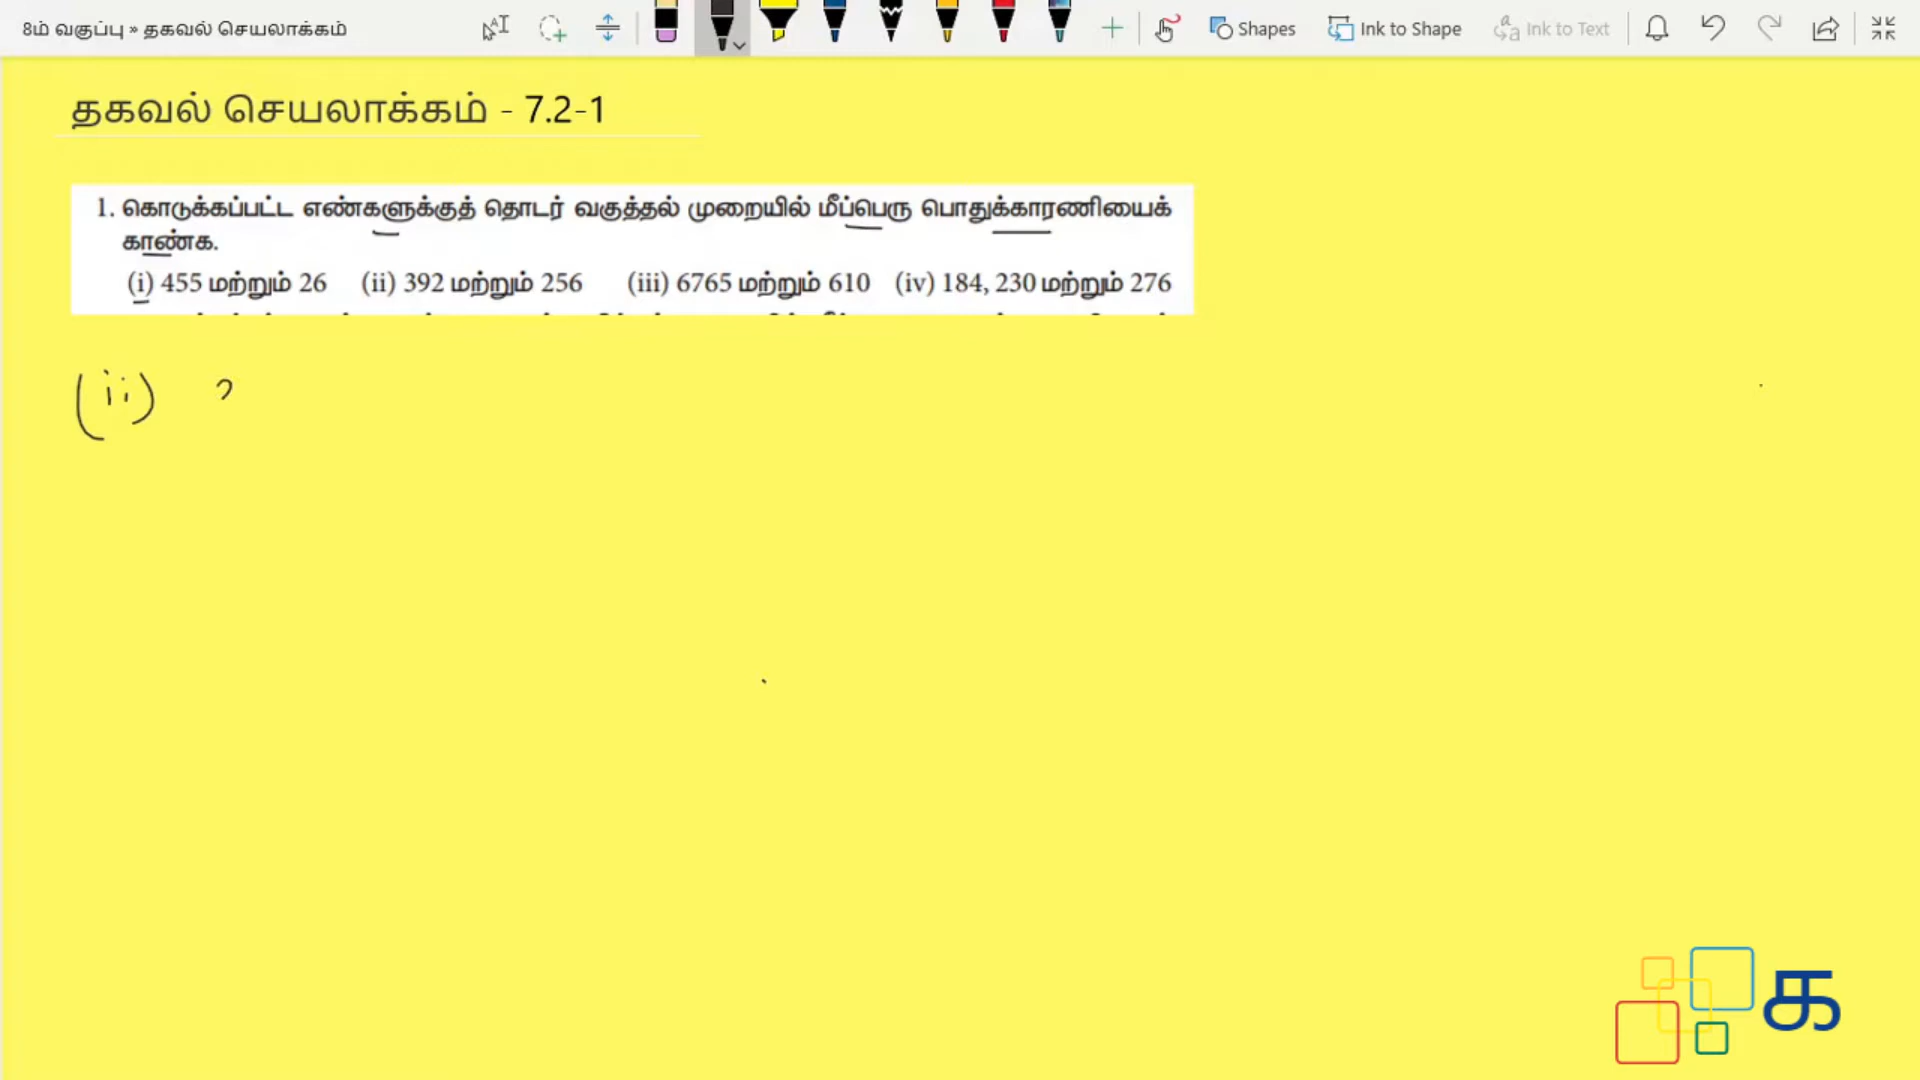 8ம் வகுப்பு » தகவல் செயலாக்கம்
Shapes
Ink to Shape
Ink to Text
தகவல் செயலாக்கம் - 7.2-1
1. கொடுக்கப்பட்ட எண்களுக்குத் தொடர் வகுத்தல் முறையில் மீப்பெரு பொதுக்காரணியைக்
காண்க.
(i) 455 மற்றும் 26 (ii) 392 மற்றும் 256 (iii) 6765 மற்றும் 610 (iv) 184, 230 மற்றும் 276
(ii)
க